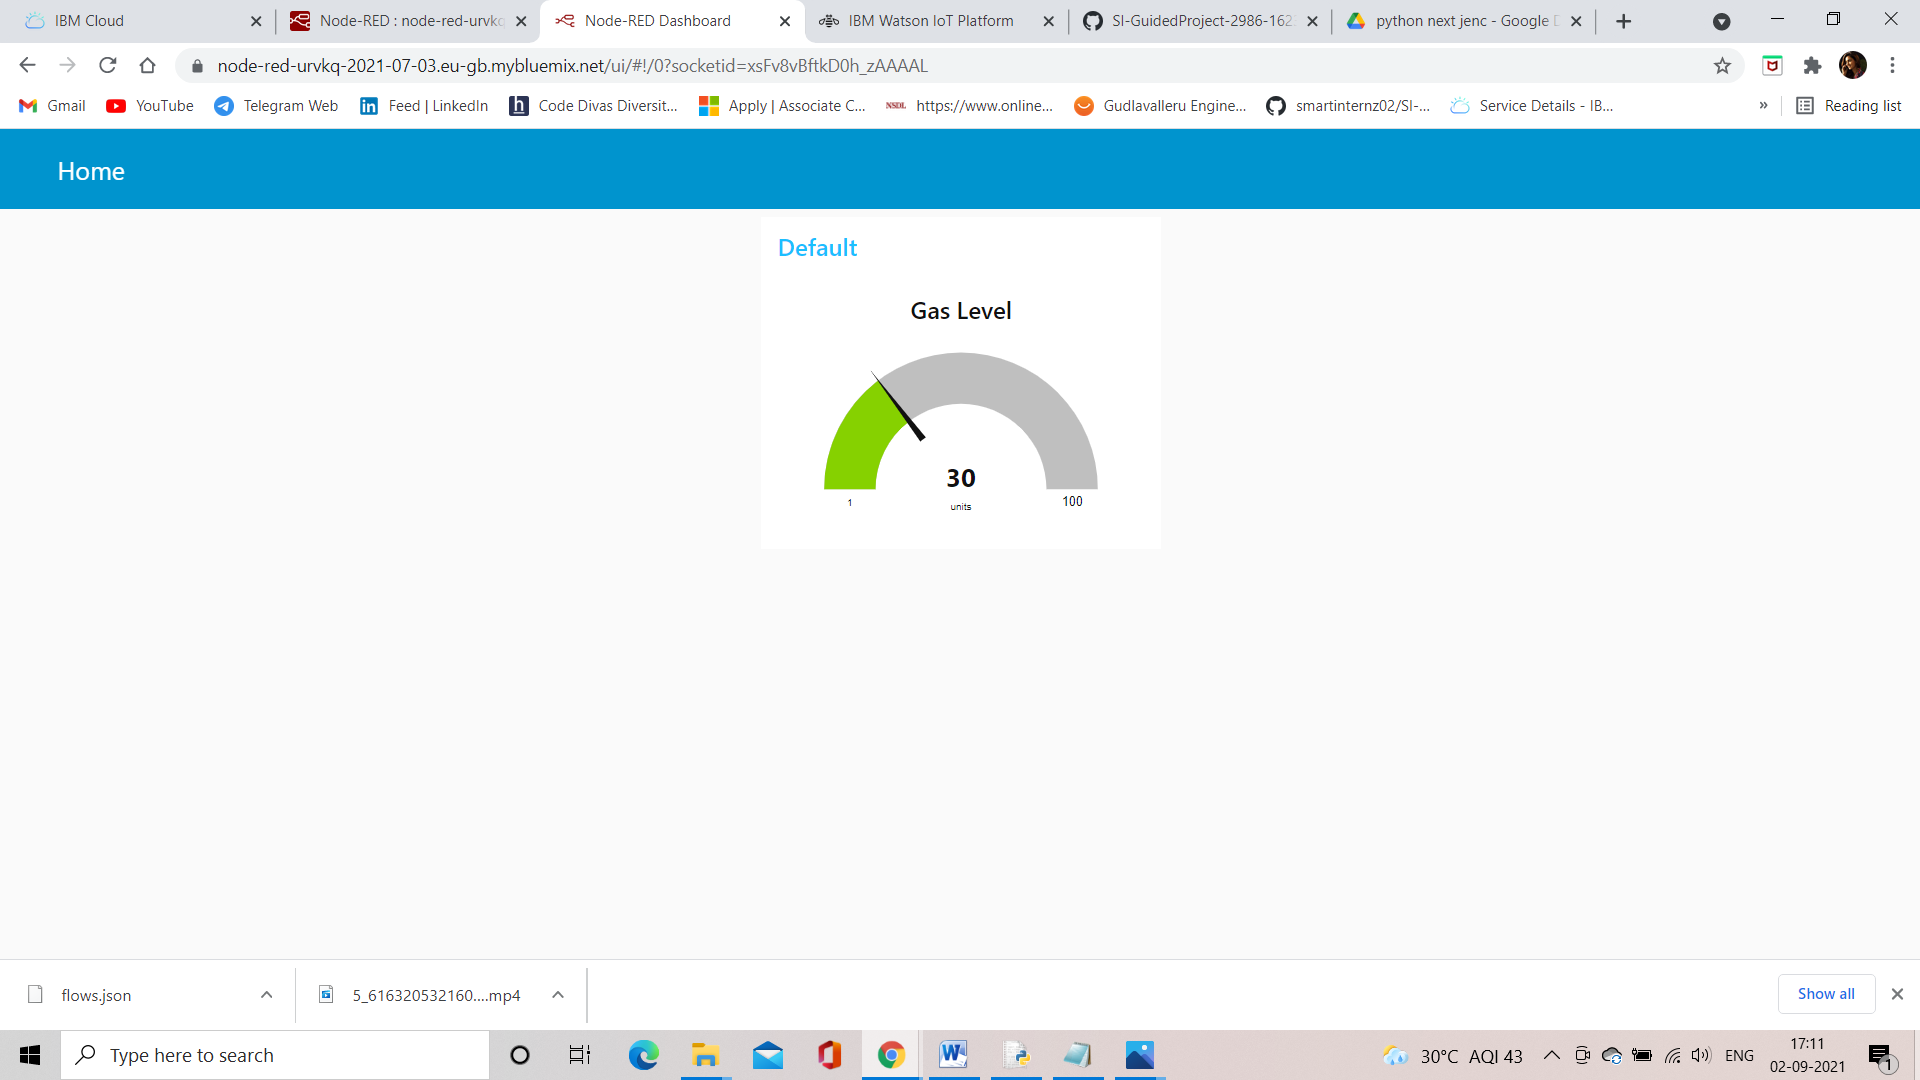 IBM Cloud
Node-RED : node-red-urvkq
Node-RED Dashboard
IBM Watson IoT Platform
SI-GuidedProject-2986-162
python next jenc - Google D
node-red-urvkq-2021-07-03.eu-gb.mybluemix.net/ui/#!/0?socketid=xsFv8vBftkD0h_zAAAAL
Gmail
YouTube
Telegram Web
Feed | LinkedIn
Code Divas Diversit...
Apply | Associate C...
NSDL
https://www.online...
Gudlavalleru Engine...
smartinternz02/SI-...
Service Details - IB...
»
Reading list
Home
Default
Gas Level
30
1
units
100
flows.json
5_616320532160....mp4
Show all
Type here to search
30°C AQI 43
ENG
17:11
02-09-2021
1